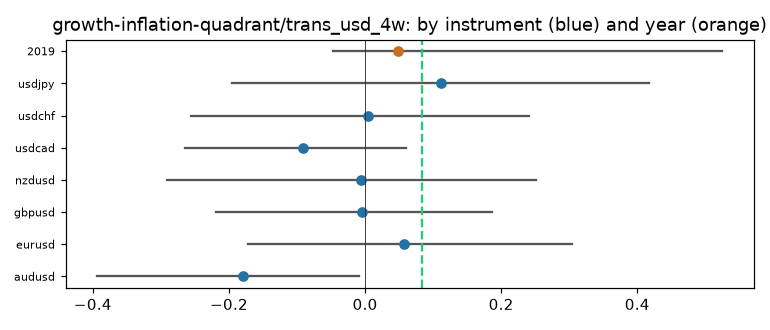 growth-inflation-quadrant/trans_usd_4w: by instrument (blue) and year (orange)
2019
usdjpy
usdchf
usdcad
nzdusd
gbpusd
eurusd
audusd
−0.4 −0.2 0.0 0.2 0.4